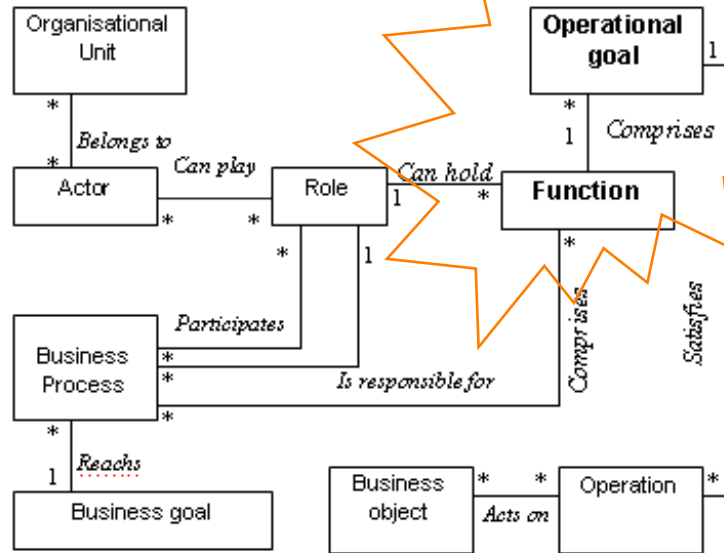 Organisational
Unit
Operational
goal
1
*
*
Belongs to
*
1
Comprises
Can play
Can hold
Actor
Role
Function
*
*
1
*
*
1
*
Participates
Business
Process
*
*
Is responsible for
*
Comprises
Satisfies
*
1
Reachs
Business goal
Business
object
*
*
Acts on
Operation
*